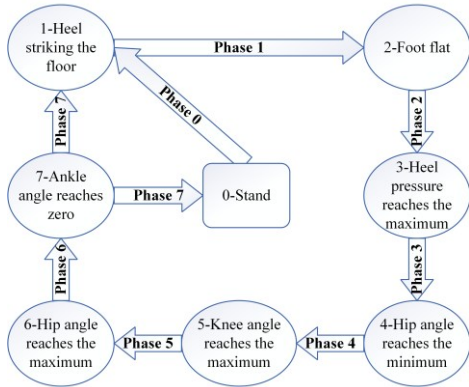 1-Heel
striking the
floor
Phase 1
2-Foot flat
Phase 7
Phase 0
Phase 2
7-Ankle
angle reaches
zero
Phase 7
0-Stand
3-Heel
pressure
reaches the
maximum
Phase 6
Phase 3
6-Hip angle
reaches the
maximum
Phase 5
5-Knee angle
reaches the
maximum
Phase 4
4-Hip angle
reaches the
minimum